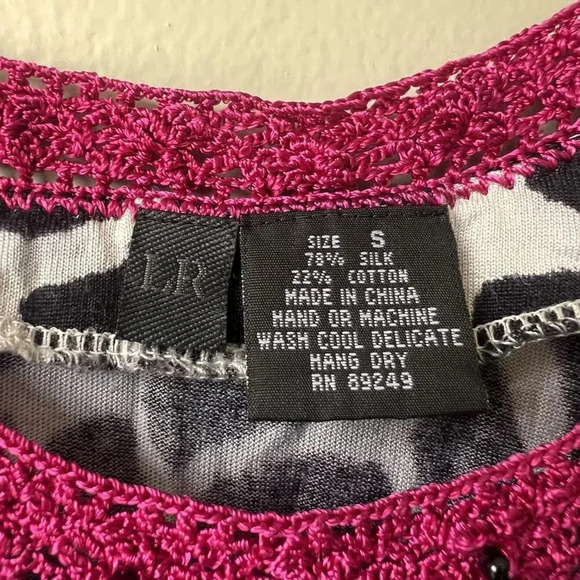 LR
SIZE S
78% SILK
22% COTTON
MADE IN CHINA
HAND OR MACHINE
WASH COOL DELICATE
HANG DRY
RN 89249